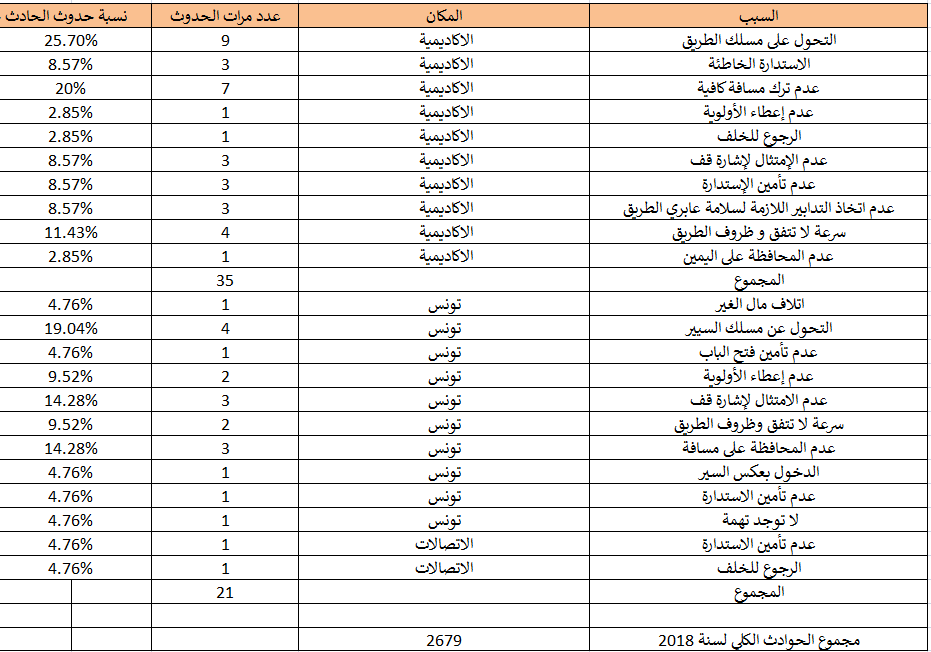 السبب المكان عدد مرات الحدوث نسبة حدوث الحادث
التحول على مسلك الطريق الاكاديمية 9 25.70%
الاستدارة الخاطئة الاكاديمية 3 8.57%
عدم ترك مسافة كافية الاكاديمية 7 20%
عدم إعطاء الأولوية الاكاديمية 1 2.85%
الرجوع للخلف الاكاديمية 1 2.85%
عدم الإمتثال لإشارة قف الاكاديمية 3 8.57%
عدم تأمين الإستدارة الاكاديمية 3 8.57%
عدم اتخاذ التدابير اللازمة لسلامة عابري الطريق الاكاديمية 3 8.57%
سرعة لا تتفق و ظروف الطريق الاكاديمية 4 11.43%
عدم المحافظة على اليمين الاكاديمية 1 2.85%
المجموع 35
اتلاف مال الغير تونس 1 4.76%
التحول عن مسلك السيير تونس 4 19.04%
عدم تأمين فتح الباب تونس 1 4.76%
عدم إعطاء الأولوية تونس 2 9.52%
عدم الامتثال لإشارة قف تونس 3 14.28%
سرعة لا تتفق وظروف الطريق تونس 2 9.52%
عدم المحافظة على مسافة تونس 3 14.28%
الدخول بعكس السير تونس 1 4.76%
عدم تأمين الاستدارة تونس 1 4.76%
لا توجد تهمة تونس 1 4.76%
عدم تأمين الاستدارة الاتصالات 1 4.76%
الرجوع للخلف الاتصالات 1 4.76%
المجموع 21
مجموع الحوادث الكلي لسنة 2018 2679